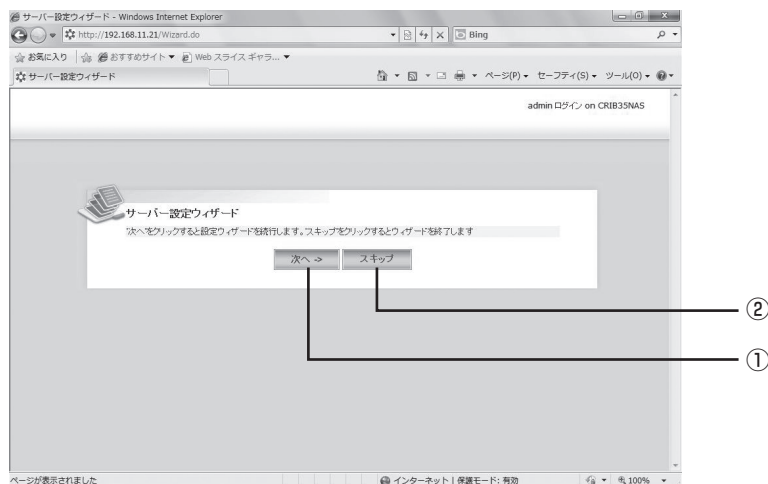 サーバー設定ウィザード - Windows Internet Explorer
http://192.168.11.21/Wizard.do
Bing
お気に入り
おすすめサイト
Web スライス ギャラ...
サーバー設定ウィザード
ページ(P)
セーフティ(S)
ツール(O)
admin ログイン on CRIB35NAS
サーバー設定ウィザード
'次へ'をクリックすると設定ウィザードを続行します。スキップをクリックするとウィザードを終了します
次へ ->
スキップ
②
①
ページが表示されました
インターネット | 保護モード: 有効
100%